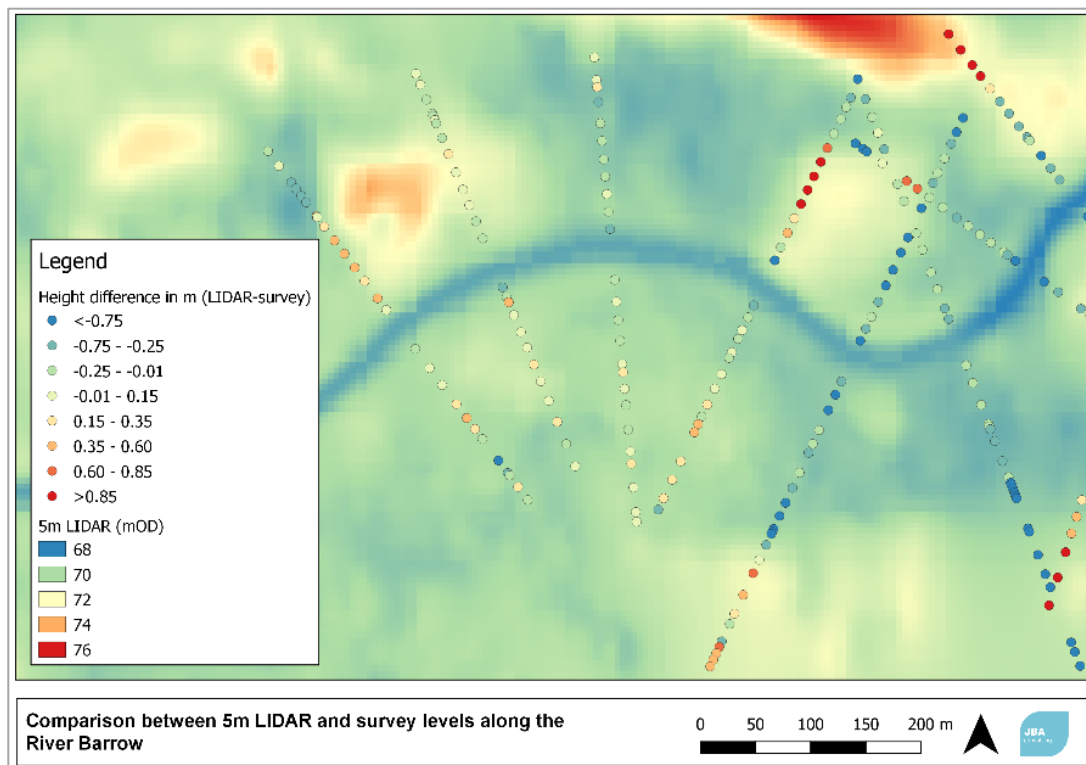 Legend
Height difference in m (LIDAR-survey)
<-0.75
-0.75 - -0.25
-0.25 - -0.01
-0.01 - 0.15
0.15 - 0.35
0.35 - 0.60
0.60 - 0.85
>0.85
5m LIDAR (mOD)
68
70
72
74
76
Comparison between 5m LIDAR and survey levels along the
River Barrow
0 50 100 150 200 m
JBA